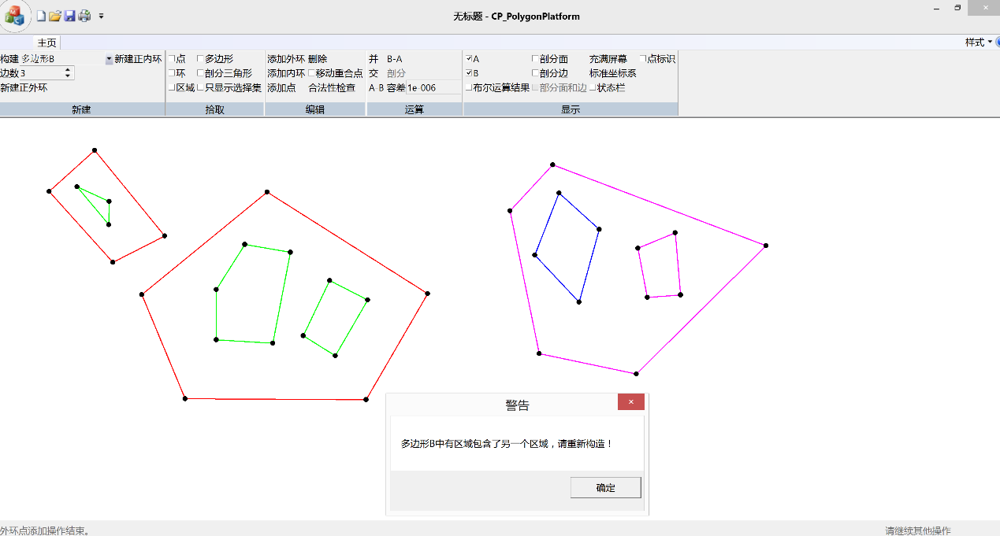 无标题 - CP_PolygonPlatform
主页
样式
构建 多边形B 新建正内环
边数 3
新建正外环
新建
点 多边形
环 剖分三角形
区域 只显示选择集
拾取
添加外环 删除
添加内环 移动重合点
添加点 合法性检查
编辑
并 B-A
交 剖分
A-B 容差 1e-006
运算
A 剖分面 充满屏幕 点标识
B 剖分边 标准坐标系
布尔运算结果 部分面和边 状态栏
显示
警告
多边形B中有区域包含了另一个区域，请重新构造！
确定
外环点添加操作结束。
请继续其他操作